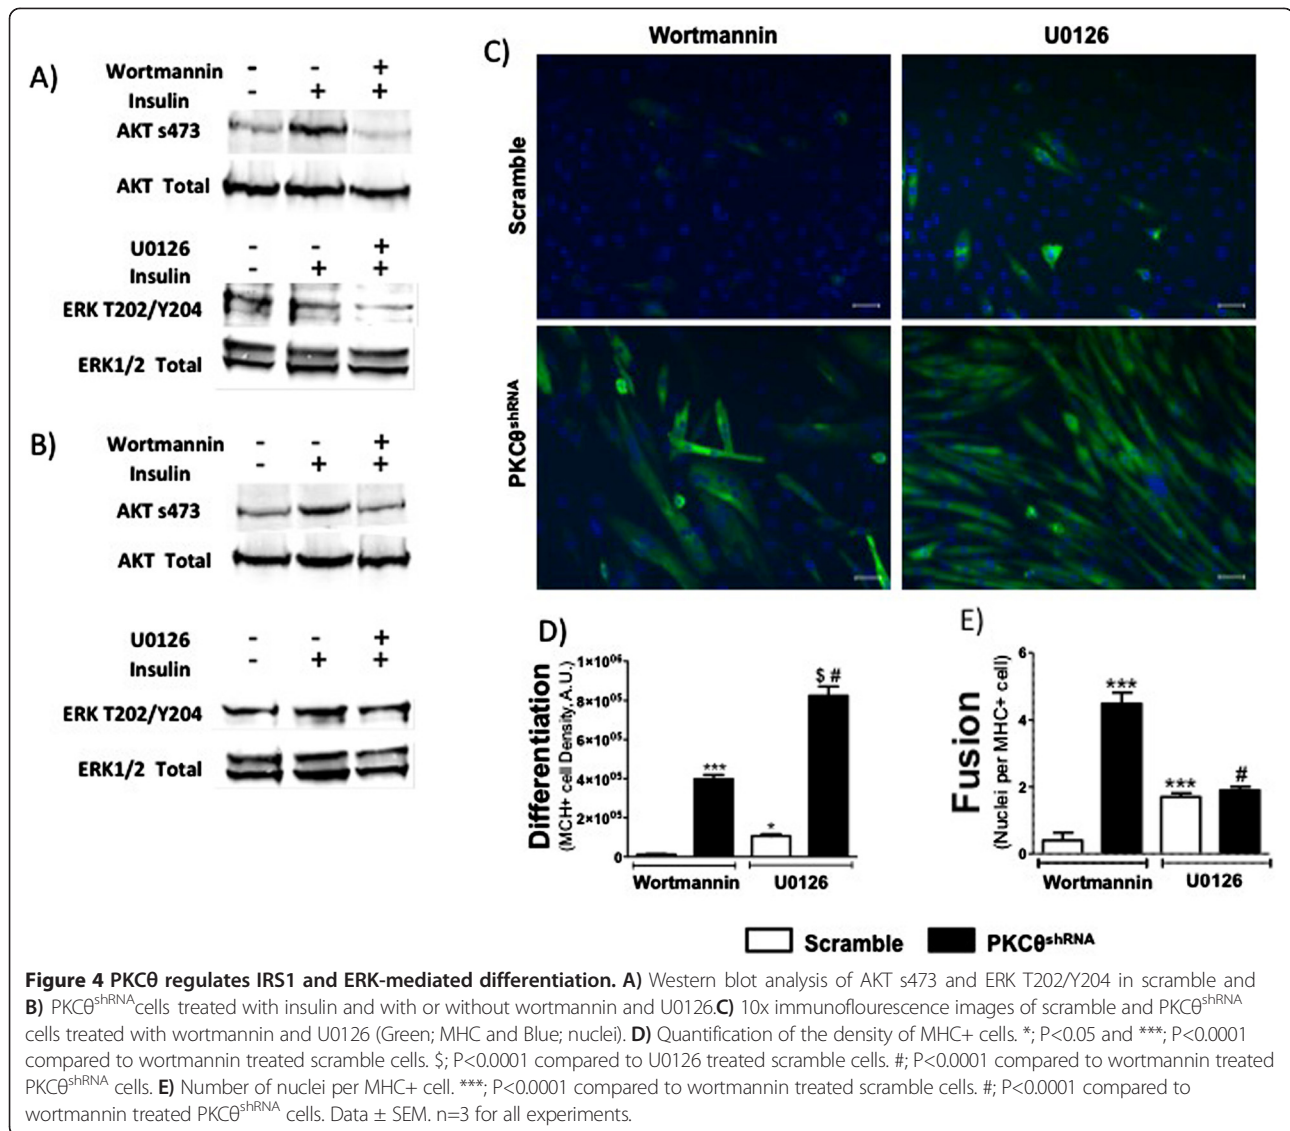 A)
Wortmannin - - +
Insulin - + +
AKT s473
AKT Total
U0126 - - +
Insulin - + +
ERK T202/Y204
ERK1/2 Total
B)
Wortmannin - - +
Insulin - + +
AKT s473
AKT Total
U0126 - - +
Insulin - + +
ERK T202/Y204
ERK1/2 Total
C)
Wortmannin U0126
Scramble
PKCθshRNA
D)
Differentiation
(MCH+ cell Density, A.U.)
1×10⁰⁶
8×10⁰⁵
6×10⁰⁵
4×10⁰⁵
2×10⁰⁵
0
*** * $ #
Wortmannin U0126
E)
Fusion
(Nuclei per MHC+ cell)
6
4
2
0
*** *** #
Wortmannin U0126
Scramble PKCθshRNA
Figure 4 PKCθ regulates IRS1 and ERK-mediated differentiation. A) Western blot analysis of AKT s473 and ERK T202/Y204 in scramble and
B) PKCθshRNAcells treated with insulin and with or without wortmannin and U0126.C) 10x immunoflourescence images of scramble and PKCθshRNA
cells treated with wortmannin and U0126 (Green; MHC and Blue; nuclei). D) Quantification of the density of MHC+ cells. *; P<0.05 and ***; P<0.0001
compared to wortmannin treated scramble cells. $; P<0.0001 compared to U0126 treated scramble cells. #; P<0.0001 compared to wortmannin treated
PKCθshRNA cells. E) Number of nuclei per MHC+ cell. ***; P<0.0001 compared to wortmannin treated scramble cells. #; P<0.0001 compared to
wortmannin treated PKCθshRNA cells. Data ± SEM. n=3 for all experiments.